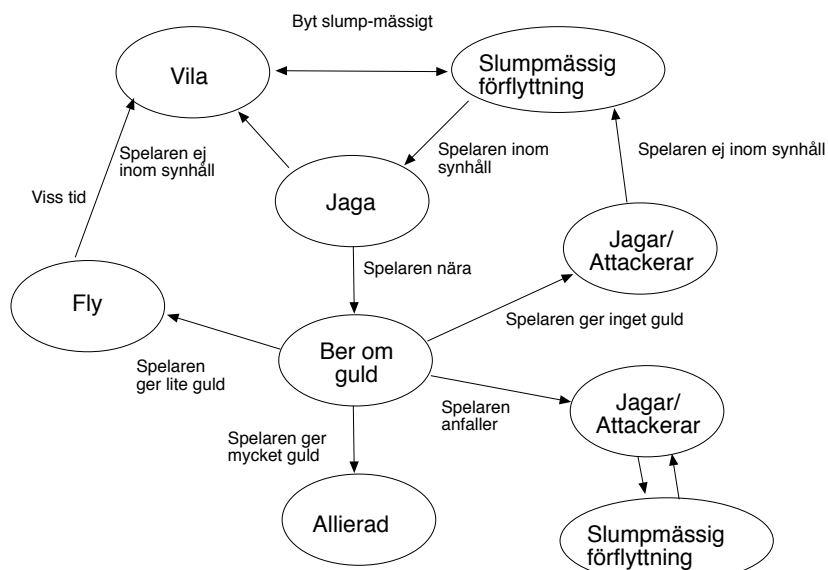 Byt slump-mässigt
Vila
Slumpmässig
förflyttning
Spelaren ej
inom synhåll
Spelaren inom
synhåll
Spelaren ej inom synhåll
Viss tid
Jaga
Jagar/
Attackerar
Spelaren nära
Fly
Spelaren ger inget guld
Ber om
guld
Spelaren
ger lite guld
Spelaren
anfaller
Jagar/
Attackerar
Spelaren ger
mycket guld
Allierad
Slumpmässig
förflyttning